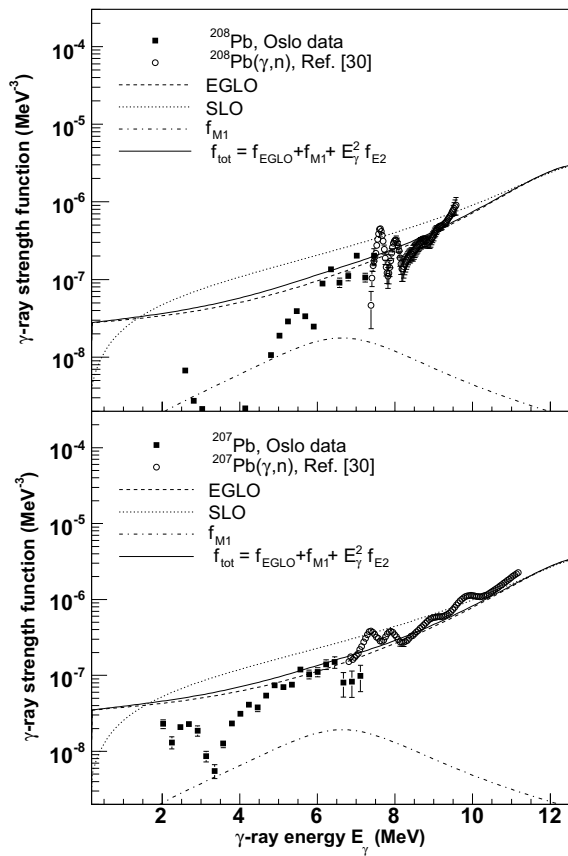 γ-ray strength function (MeV⁻³)
10⁻⁴
10⁻⁵
10⁻⁶
10⁻⁷
10⁻⁸
²⁰⁸Pb, Oslo data
²⁰⁸Pb(γ,n), Ref. [30]
EGLO
SLO
f_M1
f_tot = f_EGLO+f_M1+ E_γ² f_E2
γ-ray strength function (MeV⁻³)
10⁻⁴
10⁻⁵
10⁻⁶
10⁻⁷
10⁻⁸
²⁰⁷Pb, Oslo data
²⁰⁷Pb(γ,n), Ref. [30]
EGLO
SLO
f_M1
f_tot = f_EGLO+f_M1+ E_γ² f_E2
2 4 6 8 10 12
γ-ray energy E_γ (MeV)